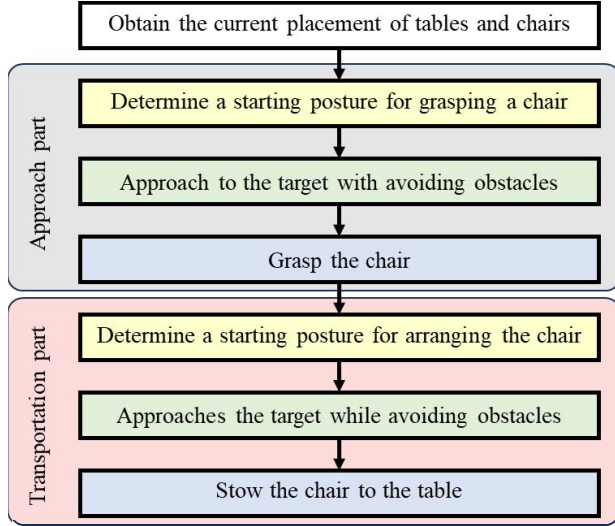 Obtain the current placement of tables and chairs
Approach part
Determine a starting posture for grasping a chair
Approach to the target with avoiding obstacles
Grasp the chair
Transportation part
Determine a starting posture for arranging the chair
Approaches the target while avoiding obstacles
Stow the chair to the table